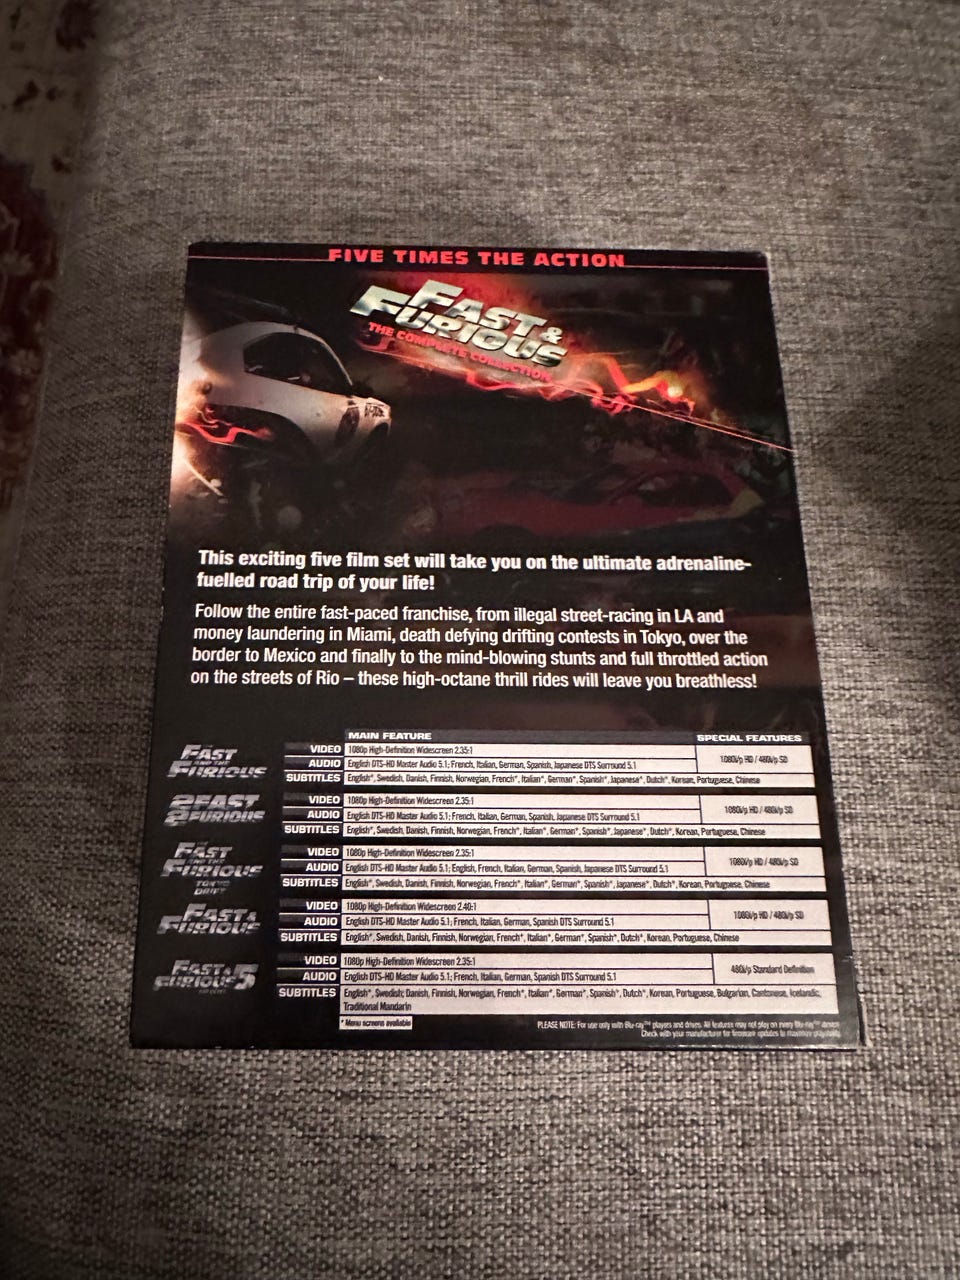 FIVE TIMES THE ACTION
FAST &
FURIOUS
THE COMPLETE COLLECTION
This exciting five film set will take you on the ultimate adrenaline-
fuelled road trip of your life!
Follow the entire fast-paced franchise, from illegal street-racing in LA and
money laundering in Miami, death defying drifting contests in Tokyo, over the
border to Mexico and finally to the mind-blowing stunts and full throttled action
on the streets of Rio – these high-octane thrill rides will leave you breathless!
MAIN FEATURE SPECIAL FEATURES
FAST AND THE FURIOUS
VIDEO 1080p High-Definition Widescreen 2.35:1
AUDIO English DTS-HD Master Audio 5.1; French, Italian, German, Spanish, Japanese DTS Surround 5.1
1080i/p HD / 480i/p SD
SUBTITLES English*, Swedish, Danish, Finnish, Norwegian, French*, Italian*, German*, Spanish*, Japanese*, Dutch*, Korean, Portuguese, Chinese
2 FAST 2 FURIOUS
VIDEO 1080p High-Definition Widescreen 2.35:1
AUDIO English DTS-HD Master Audio 5.1; French, Italian, German, Spanish, Japanese DTS Surround 5.1
1080i/p HD / 480i/p SD
SUBTITLES English*, Swedish, Danish, Finnish, Norwegian, French*, Italian*, German*, Spanish*, Japanese*, Dutch*, Korean, Portuguese, Chinese
FAST AND THE FURIOUS TOKYO DRIFT
VIDEO 1080p High-Definition Widescreen 2.35:1
AUDIO English DTS-HD Master Audio 5.1; English, French, Italian, German, Spanish, Japanese DTS Surround 5.1
1080i/p HD / 480i/p SD
SUBTITLES English*, Swedish, Danish, Finnish, Norwegian, French*, Italian*, German*, Spanish*, Japanese*, Dutch*, Korean, Portuguese, Chinese
FAST & FURIOUS
VIDEO 1080p High-Definition Widescreen 2.40:1
AUDIO English DTS-HD Master Audio 5.1; French, Italian, German, Spanish DTS Surround 5.1
1080i/p HD / 480i/p SD
SUBTITLES English*, Swedish, Danish, Finnish, Norwegian, French*, Italian*, German*, Spanish*, Dutch*, Korean, Portuguese, Chinese
FAST & FURIOUS 5
VIDEO 1080p High-Definition Widescreen 2.35:1
AUDIO English DTS-HD Master Audio 5.1; French, Italian, German, Spanish DTS Surround 5.1
480i/p Standard Definition
SUBTITLES English*, Swedish, Danish, Finnish, Norwegian, French*, Italian*, German*, Spanish*, Dutch*, Korean, Portuguese, Bulgarian, Cantonese, Icelandic,
Traditional Mandarin
* Menu screens available
PLEASE NOTE: For use only with Blu-ray™ players and drives. All features may not play on every Blu-ray™ device.
Check with your manufacturer for firmware updates to maximize playability.